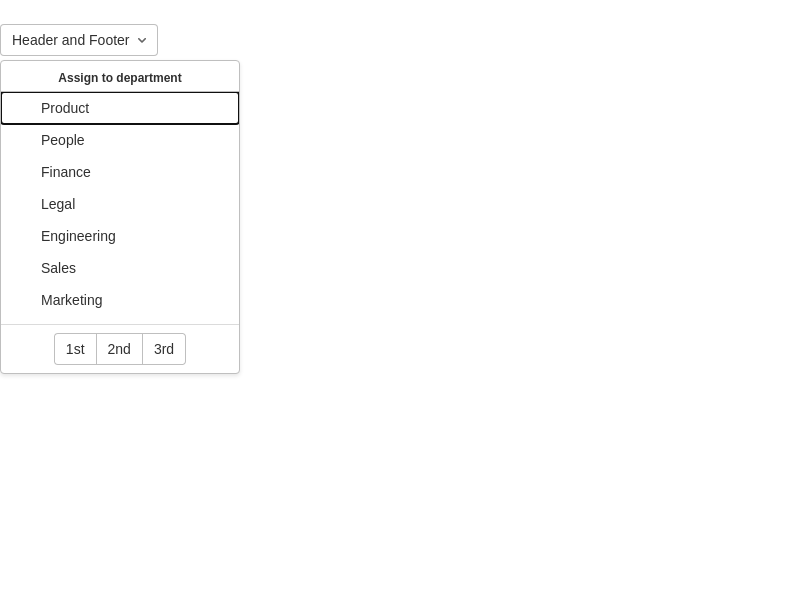 Header and Footer
Assign to department
Product
People
Finance
Legal
Engineering
Sales
Marketing
1st 2nd 3rd